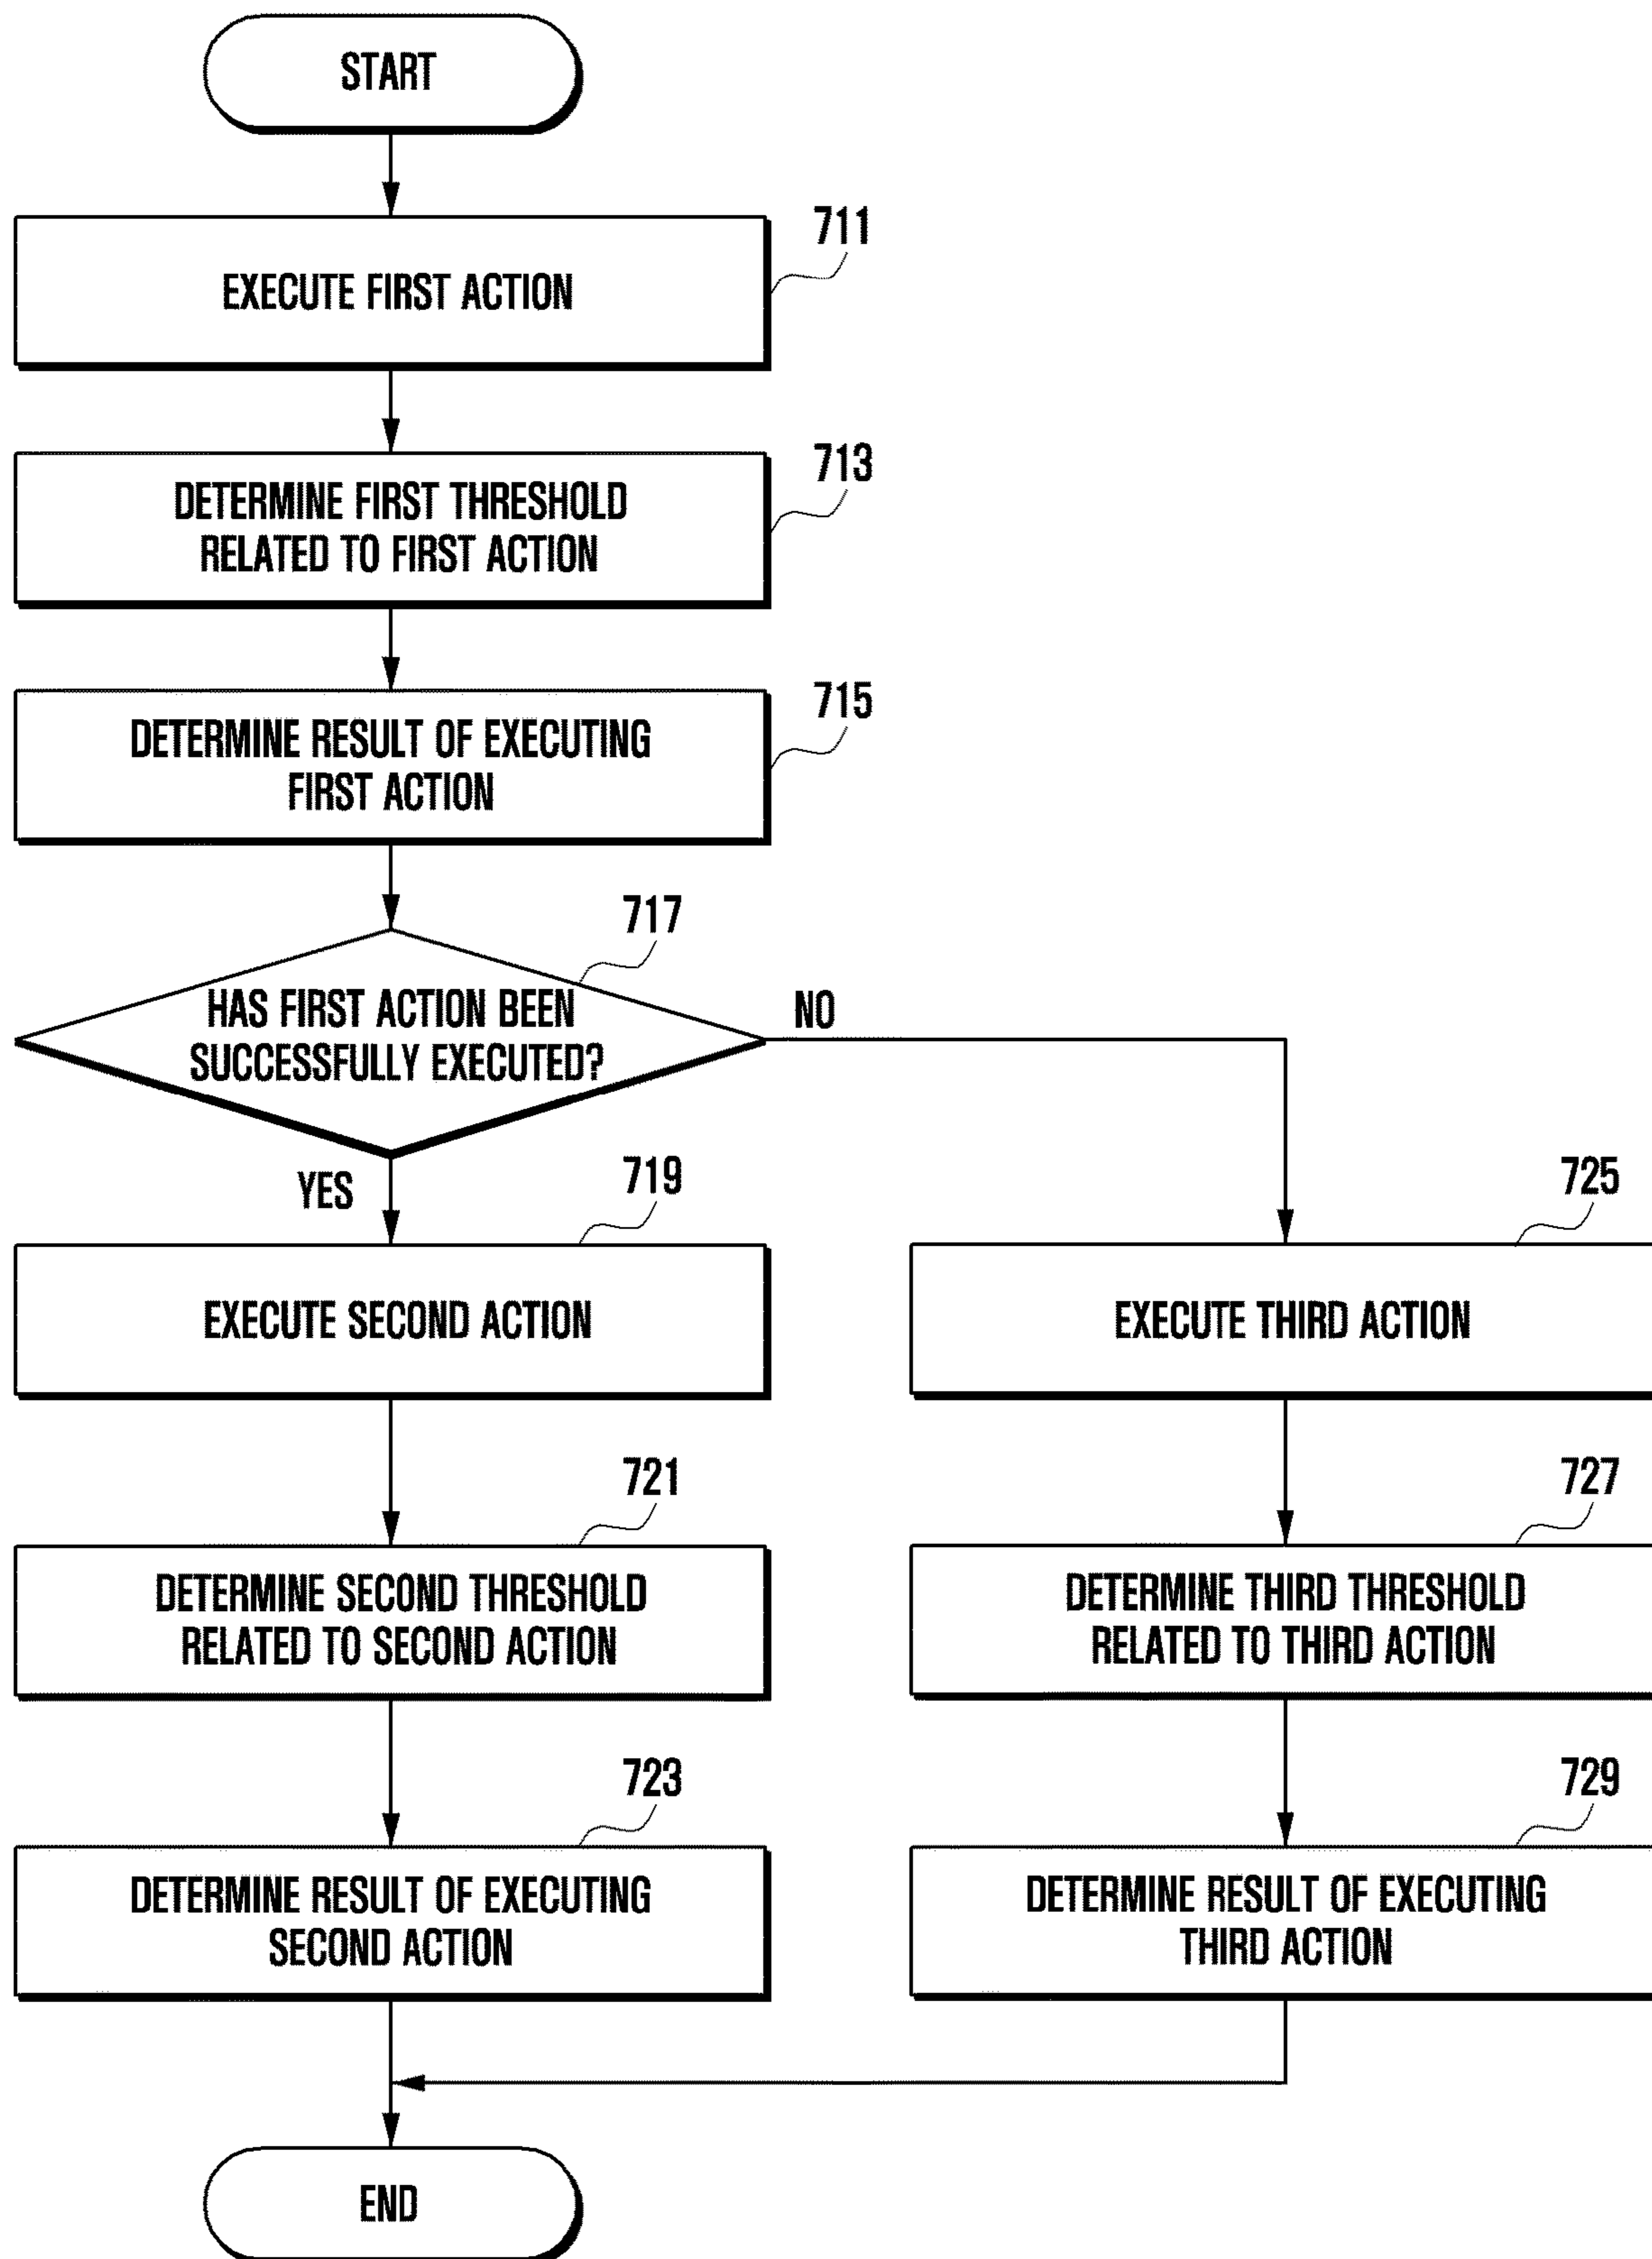 START
711
EXECUTE FIRST ACTION
713
DETERMINE FIRST THRESHOLD
RELATED TO FIRST ACTION
715
DETERMINE RESULT OF EXECUTING
FIRST ACTION
717
HAS FIRST ACTION BEEN
SUCCESSFULLY EXECUTED?
NO
YES
719
EXECUTE SECOND ACTION
721
DETERMINE SECOND THRESHOLD
RELATED TO SECOND ACTION
723
DETERMINE RESULT OF EXECUTING
SECOND ACTION
725
EXECUTE THIRD ACTION
727
DETERMINE THIRD THRESHOLD
RELATED TO THIRD ACTION
729
DETERMINE RESULT OF EXECUTING
THIRD ACTION
END